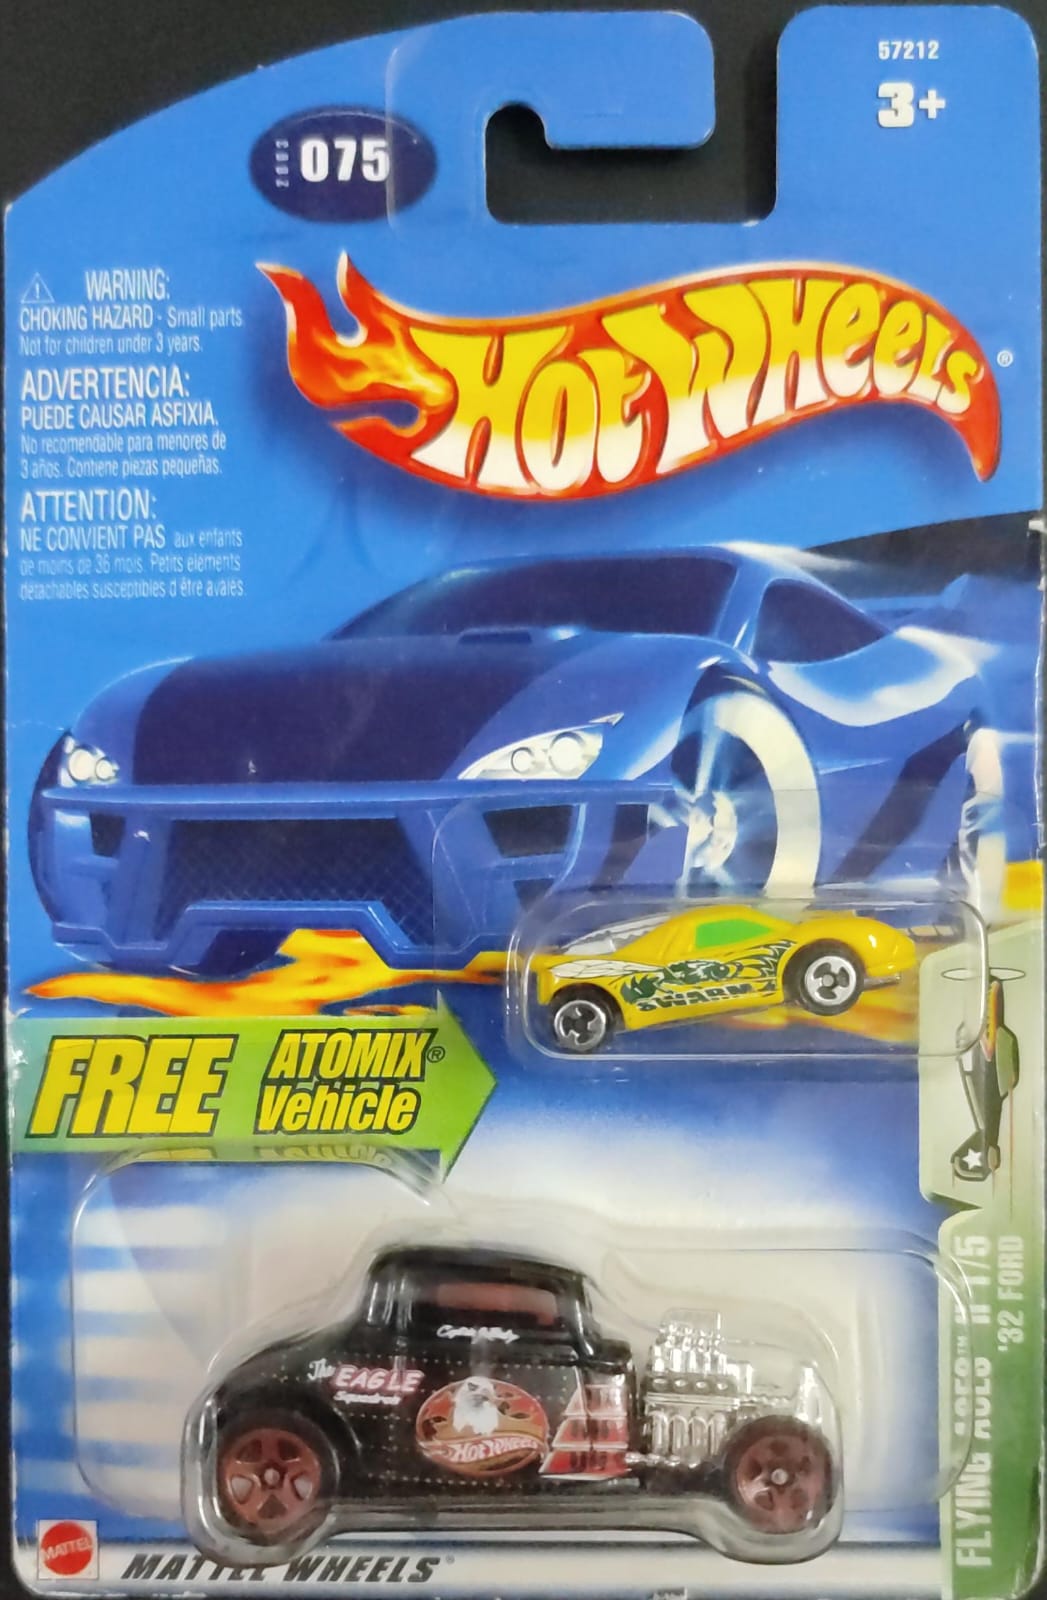 57212
3+
2003
075
WARNING:
CHOKING HAZARD - Small parts
Not for children under 3 years.
ADVERTENCIA:
PUEDE CAUSAR ASFIXIA.
No recomendable para menores de
3 años. Contiene piezas pequeñas.
ATTENTION:
NE CONVIENT PAS aux enfants
de moins de 36 mois. Petits éléments
détachables susceptibles d'être avalés.
HOT WHEELS®
SWARM
FREE ATOMIX®
Vehicle
The EAGLE
Squadron
HOT WHEELS
FLYING ACES™ II 1/5
'32 FORD
MATTEL
MATTEL WHEELS®